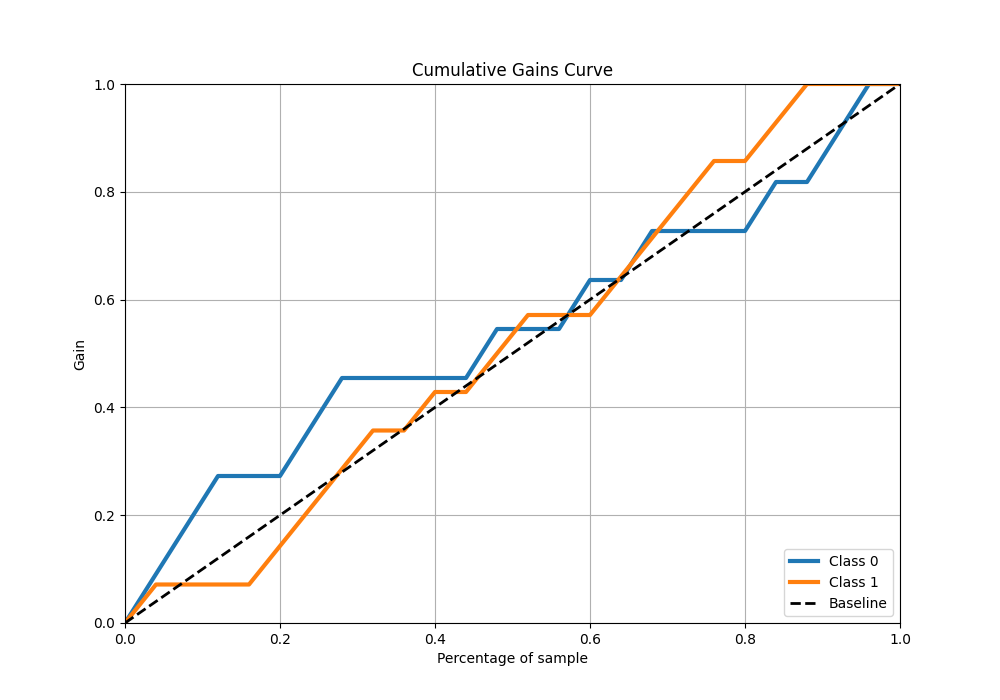 Cumulative Gains Curve
Gain
1.0
0.8
0.6
0.4
0.2
0.0
0.0 0.2 0.4 0.6 0.8 1.0
Percentage of sample
Class 0
Class 1
Baseline